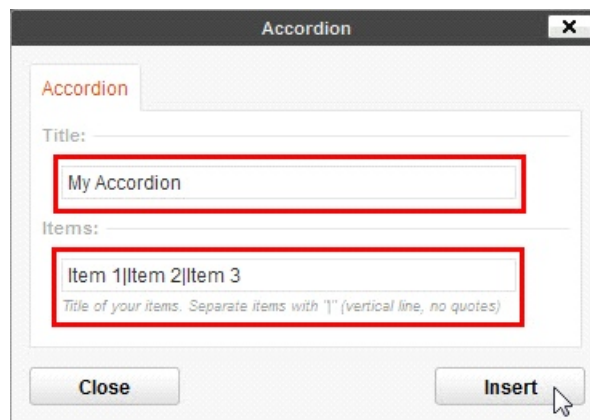 Accordion
Accordion
Title:
My Accordion
Items:
Item 1|Item 2|Item 3
Title of your items. Separate items with "|" (vertical line, no quotes)
Close Insert